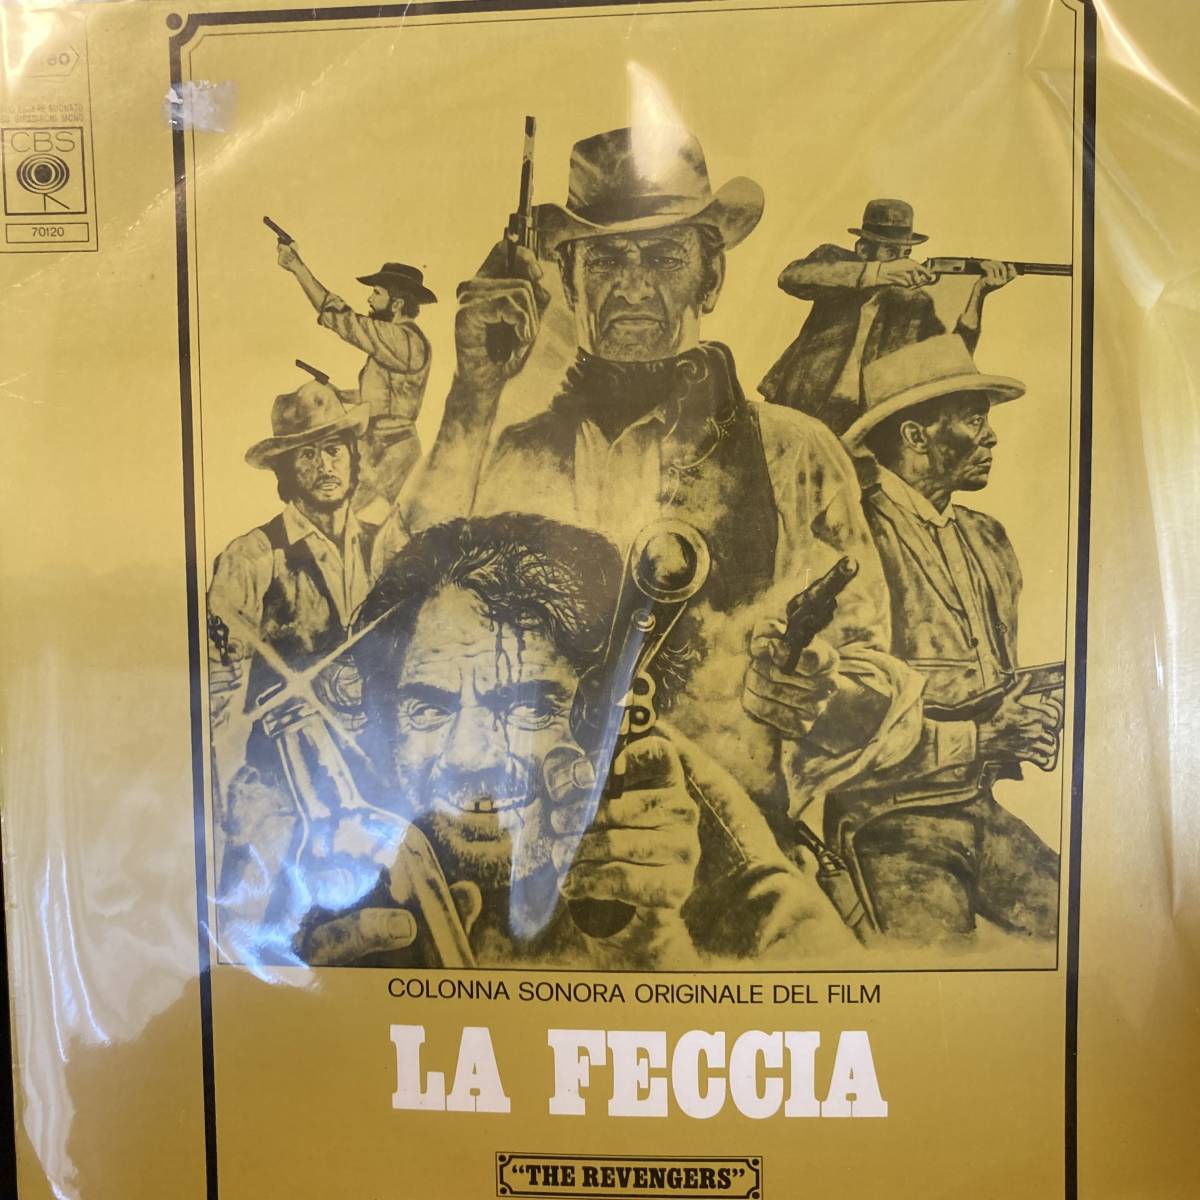 CBS
70120
COLONNA SONORA ORIGINALE DEL FILM
LA FECCIA
"THE REVENGERS"